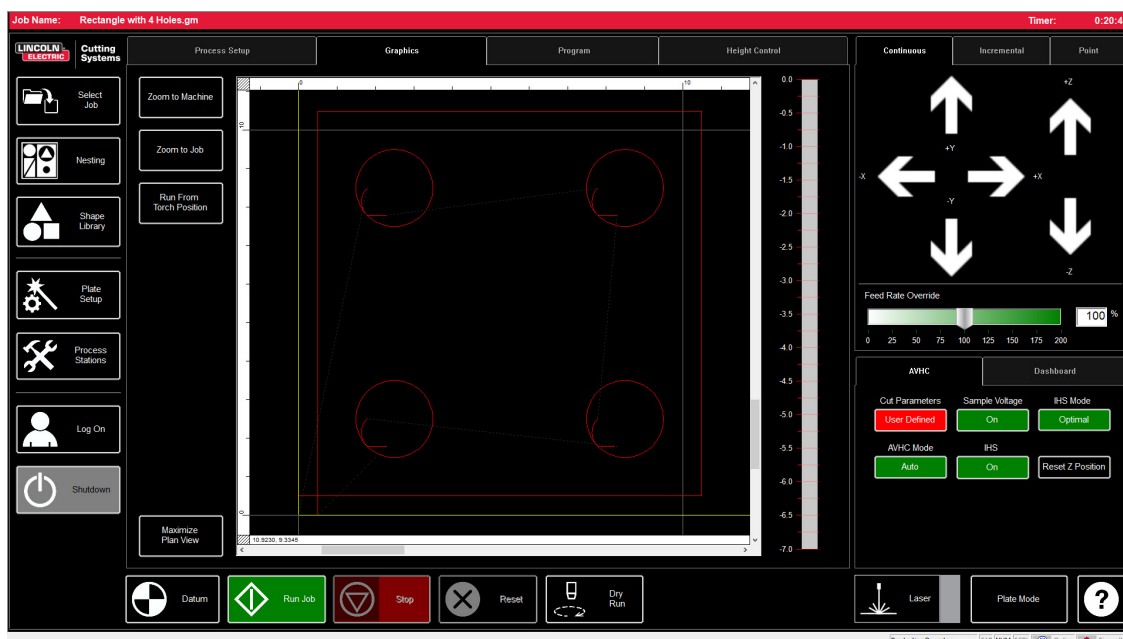 Job Name: Rectangle with 4 Holes.gm
Timer: 0:20:4
LINCOLN ELECTRIC
Cutting Systems
Process Setup
Graphics
Program
Height Control
Continuous
Incremental
Point
Select Job
Nesting
Shape Library
Plate Setup
Process Stations
Log On
Shutdown
Zoom to Machine
Zoom to Job
Run From
Torch Position
Maximize
Plan View
0
10
10
0
10.9230, 9.3345
0.0
-0.5
-1.0
-1.5
-2.0
-2.5
-3.0
-3.5
-4.0
-4.5
-5.0
-5.5
-6.0
-6.5
-7.0
+Z
+Y
-X
+X
-Y
-Z
Feed Rate Override
100 %
0 25 50 75 100 125 150 175 200
AVHC
Dashboard
Cut Parameters
Sample Voltage
IHS Mode
User Defined
On
Optimal
AVHC Mode
IHS
Auto
On
Reset Z Position
Datum
Run Job
Stop
Reset
Dry
Run
Laser
Plate Mode
?